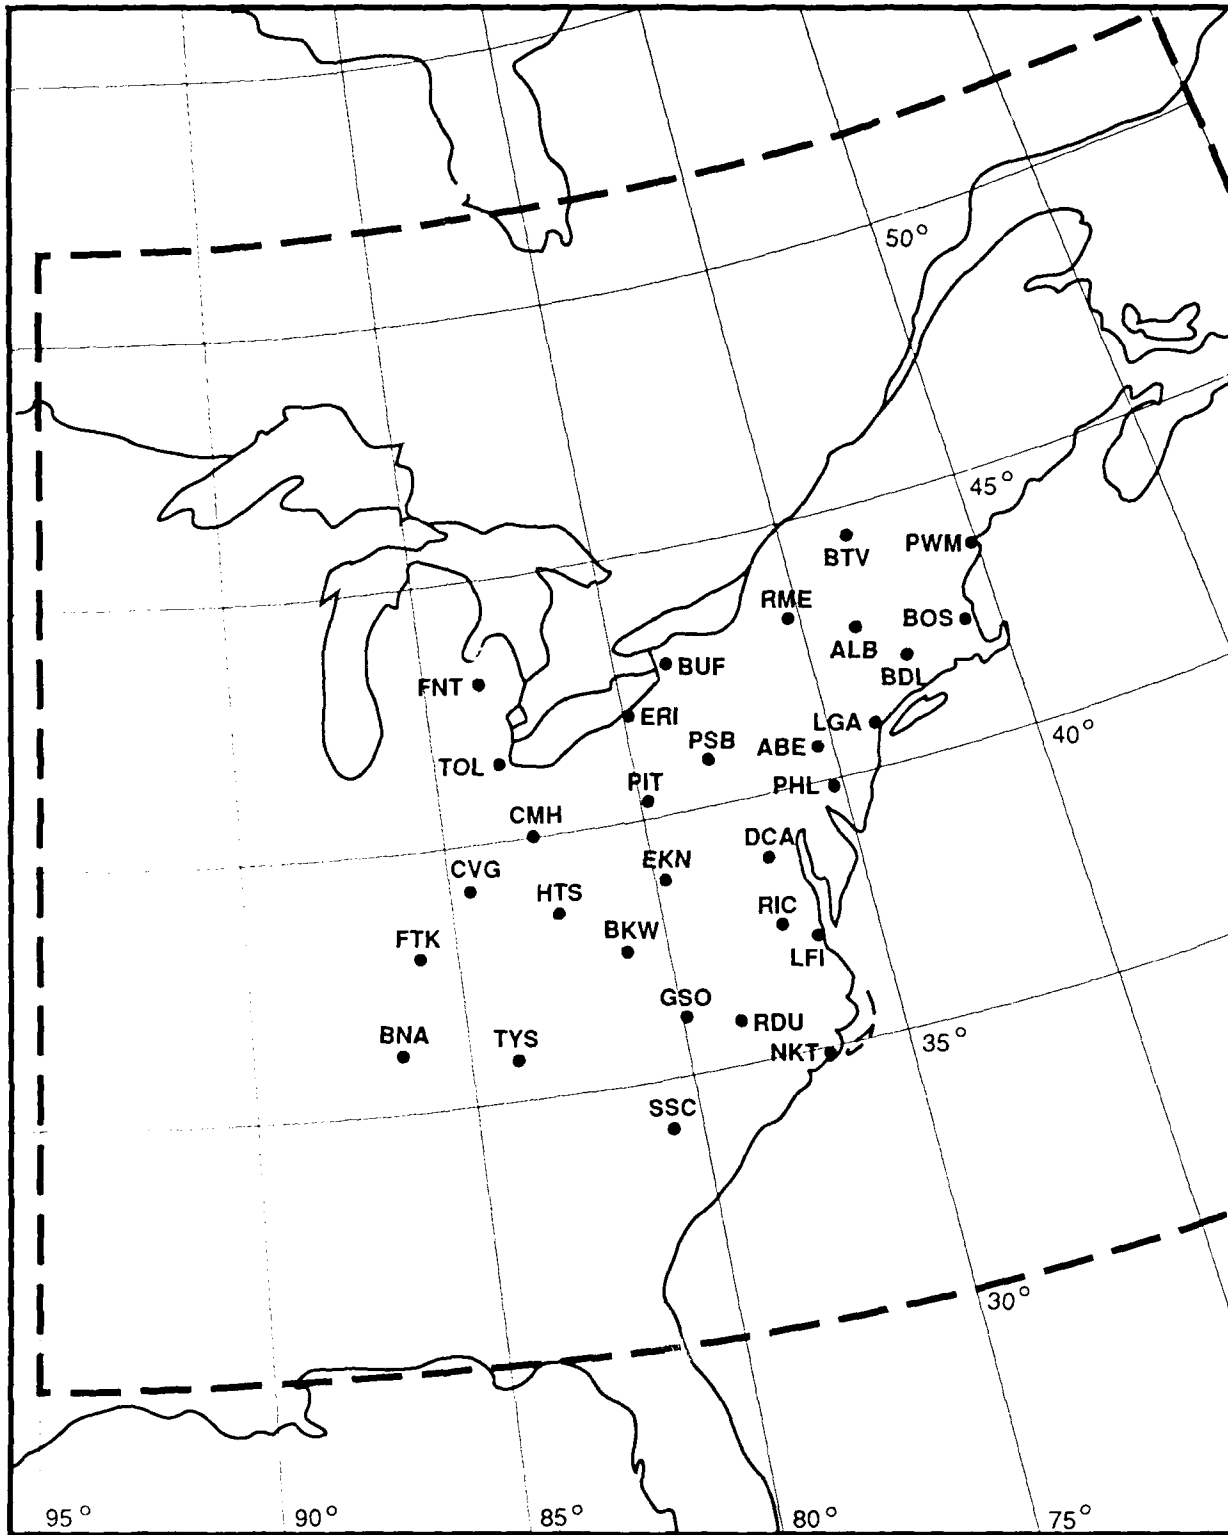 50°
45°
BTV
PWM
RME
BOS
ALB
BUF
BDL
FNT
ERI
LGA
40°
PSB
ABE
TOL
PIT
PHL
CMH
DCA
EKN
CVG
HTS
RIC
BKW
FTK
LFI
GSO
RDU
BNA
TYS
35°
NKT
SSC
30°
95° 90° 85° 80° 75°